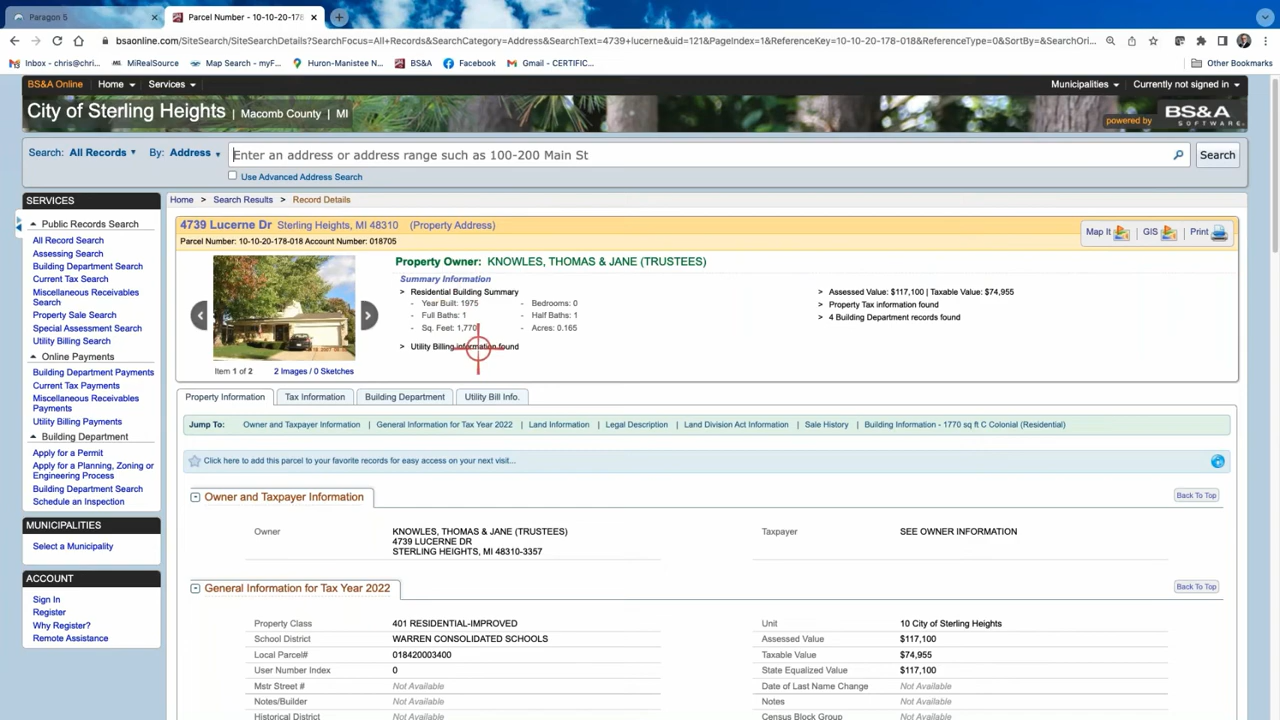 Paragon 5
Parcel Number - 10-10-20-178
bsaonline.com/SiteSearch/SiteSearchDetails?SearchFocus=All+Records&SearchCategory=Address&SearchText=4739+lucerne&uid=121&PageIndex=1&ReferenceKey=10-10-20-178-018&ReferenceType=0&SortBy=&SearchOri...
Inbox - chris@chri... MiRealSource Map Search - myF... Huron-Manistee N... BS&A Facebook Gmail - CERTIFIC... Other Bookmarks
BS&A Online Home Services Municipalities Currently not signed in
City of Sterling Heights | Macomb County | MI
powered by BS&A SOFTWARE
Search: All Records By: Address Enter an address or address range such as 100-200 Main St Search
Use Advanced Address Search
SERVICES
Public Records Search
All Record Search
Assessing Search
Building Department Search
Current Tax Search
Miscellaneous Receivables
Search
Property Sale Search
Special Assessment Search
Utility Billing Search
Online Payments
Building Department Payments
Current Tax Payments
Miscellaneous Receivables
Payments
Utility Billing Payments
Building Department
Apply for a Permit
Apply for a Planning, Zoning or
Engineering Process
Building Department Search
Schedule an Inspection
MUNICIPALITIES
Select a Municipality
ACCOUNT
Sign In
Register
Why Register?
Remote Assistance
Home > Search Results > Record Details
4739 Lucerne Dr Sterling Heights, MI 48310 (Property Address)
Parcel Number: 10-10-20-178-018 Account Number: 018705
Map It GIS Print
Item 1 of 2 2 Images / 0 Sketches
Property Owner: KNOWLES, THOMAS & JANE (TRUSTEES)
Summary Information
> Residential Building Summary
- Year Built: 1975 - Bedrooms: 0
- Full Baths: 1 - Half Baths: 1
- Sq. Feet: 1,770 - Acres: 0.165
> Utility Billing information found
> Assessed Value: $117,100 | Taxable Value: $74,955
> Property Tax information found
> 4 Building Department records found
Property Information Tax Information Building Department Utility Bill Info.
Jump To: Owner and Taxpayer Information | General Information for Tax Year 2022 | Land Information | Legal Description | Land Division Act Information | Sale History | Building Information - 1770 sq ft C Colonial (Residential)
Click here to add this parcel to your favorite records for easy access on your next visit...
Owner and Taxpayer Information Back To Top
Owner KNOWLES, THOMAS & JANE (TRUSTEES) Taxpayer SEE OWNER INFORMATION
4739 LUCERNE DR
STERLING HEIGHTS, MI 48310-3357
General Information for Tax Year 2022 Back To Top
Property Class 401 RESIDENTIAL-IMPROVED Unit 10 City of Sterling Heights
School District WARREN CONSOLIDATED SCHOOLS Assessed Value $117,100
Local Parcel# 018420003400 Taxable Value $74,955
User Number Index 0 State Equalized Value $117,100
Mstr Street # Not Available Date of Last Name Change Not Available
Notes/Builder Not Available Notes Not Available
Historical District Not Available Census Block Group Not Available